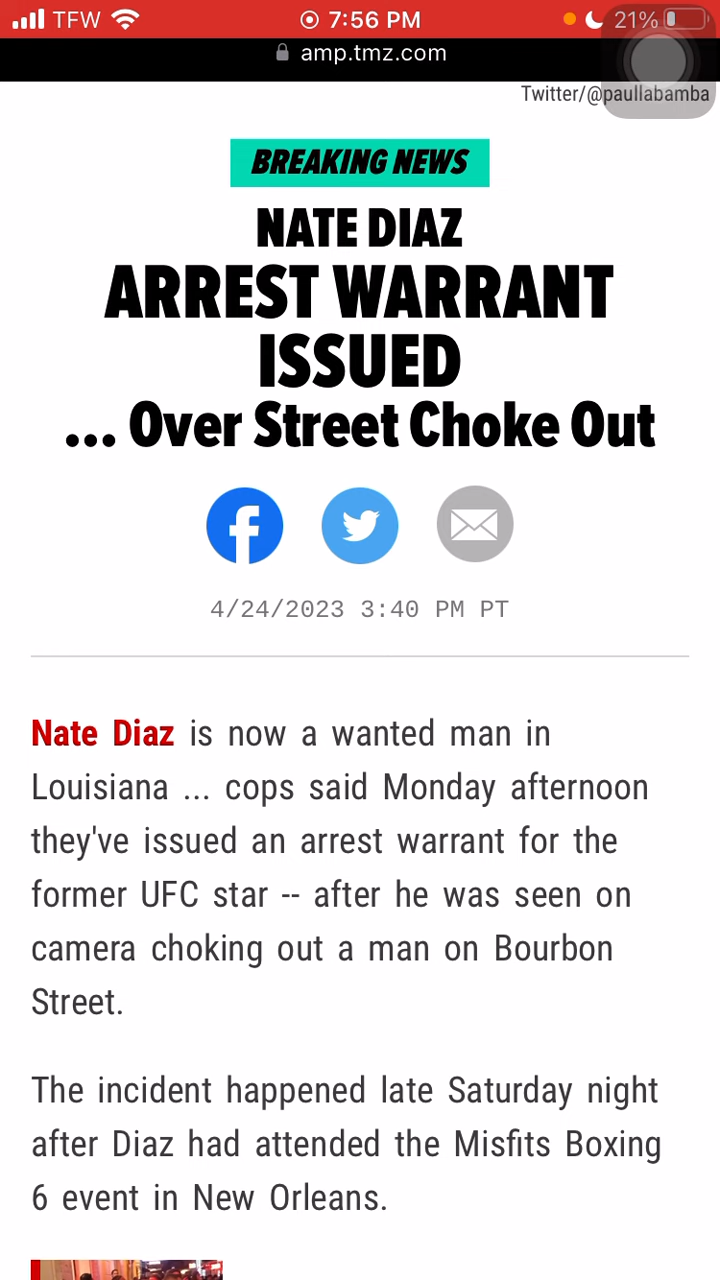 TFW 7:56 PM 21%
amp.tmz.com
Twitter/@paullabamba
BREAKING NEWS
NATE DIAZ
ARREST WARRANT
ISSUED
... Over Street Choke Out
4/24/2023 3:40 PM PT
Nate Diaz is now a wanted man in
Louisiana ... cops said Monday afternoon
they've issued an arrest warrant for the
former UFC star -- after he was seen on
camera choking out a man on Bourbon
Street.
The incident happened late Saturday night
after Diaz had attended the Misfits Boxing
6 event in New Orleans.